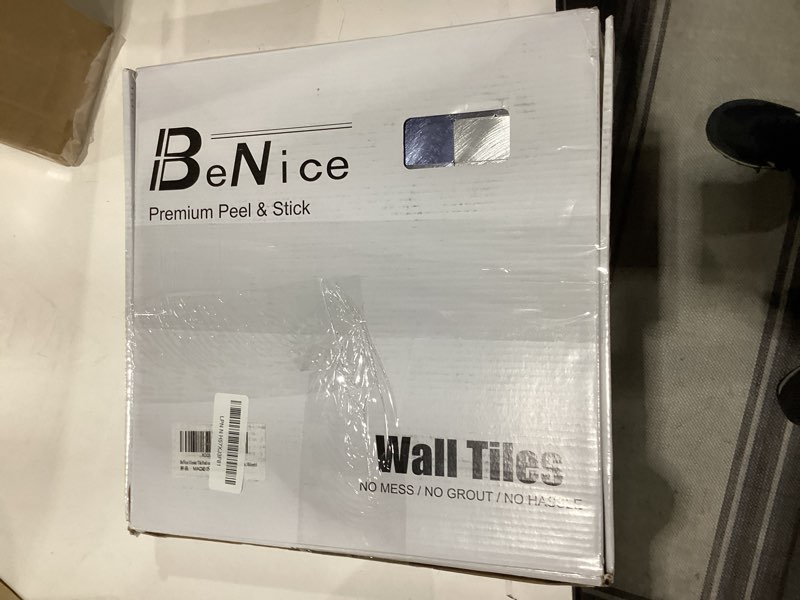 BeNice
Premium Peel & Stick
Wall Tiles
NO MESS / NO GROUT / NO HASSLE